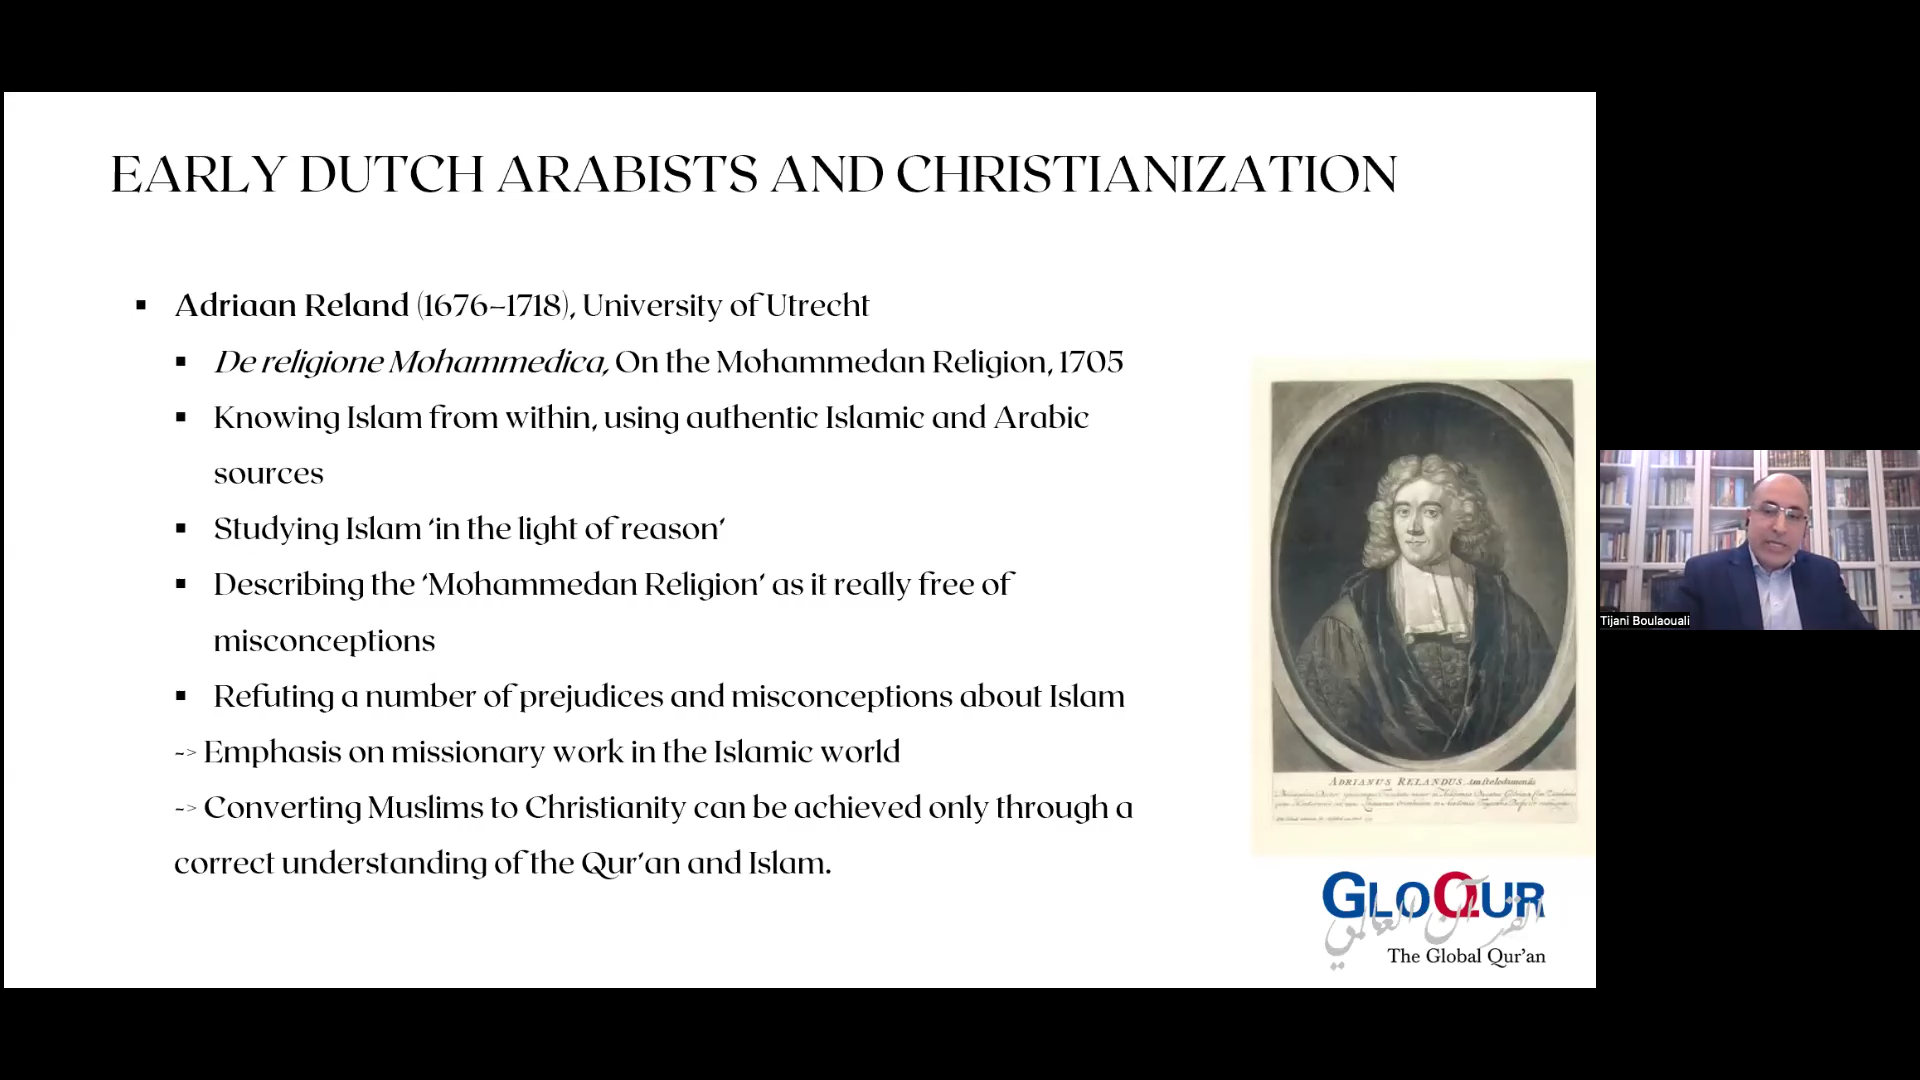 EARLY DUTCH ARABISTS AND CHRISTIANIZATION
▪ Adriaan Reland (1676–1718), University of Utrecht
▪ De religione Mohammedica, On the Mohammedan Religion, 1705
▪ Knowing Islam from within, using authentic Islamic and Arabic
sources
▪ Studying Islam ‘in the light of reason’
▪ Describing the ‘Mohammedan Religion’ as it really free of
misconceptions
▪ Refuting a number of prejudices and misconceptions about Islam
-> Emphasis on missionary work in the Islamic world
-> Converting Muslims to Christianity can be achieved only through a
correct understanding of the Qur’an and Islam.
ADRIANUS RELANDUS. Amstelodamensis
GLOQUR
القرآن العالمي
The Global Qur’an
Tijani Boulaouali